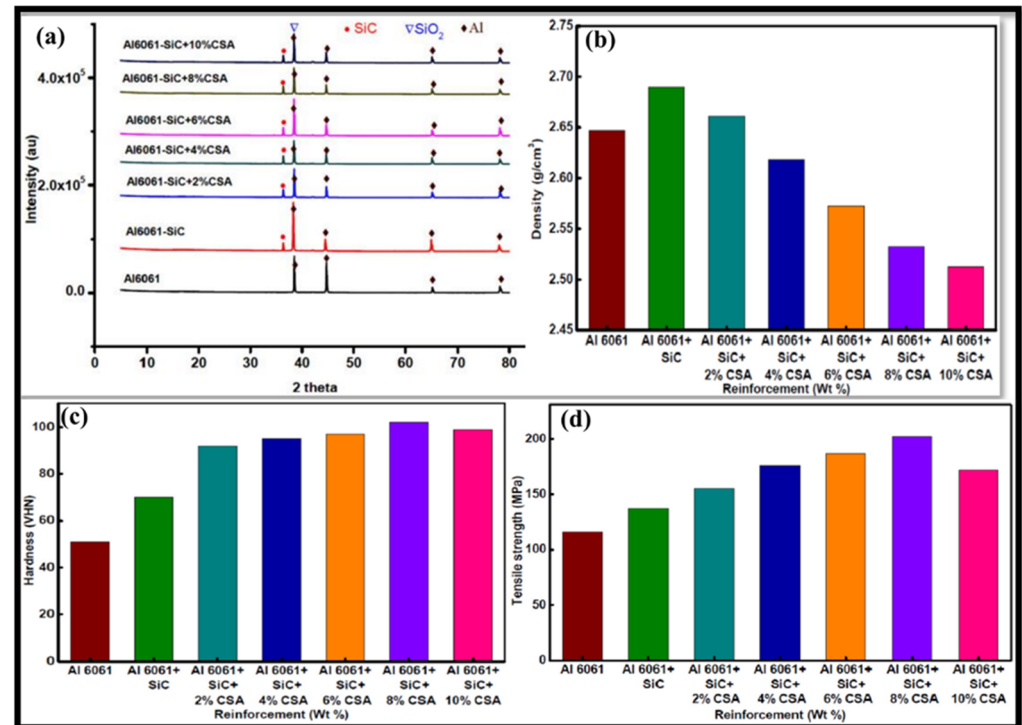 (a)
SiC
SiO2
Al
Al6061-SiC+10%CSA
4.0x10^5
Al6061-SiC+8%CSA
Al6061-SiC+6%CSA
Al6061-SiC+4%CSA
2.0x10^5
Al6061-SiC+2%CSA
Al6061-SiC
Al6061
0.0
Intensity (au)
0 10 20 30 40 50 60 70 80
2 theta
(b)
2.75
2.70
2.65
2.60
2.55
2.50
2.45
Density (g/cm³)
Al 6061 Al 6061+ Al 6061+ Al 6061+ Al 6061+ Al 6061+ Al 6061+
SiC SiC+ SiC+ SiC+ SiC+ SiC+
2% CSA 4% CSA 6% CSA 8% CSA 10% CSA
Reinforcement (Wt %)
(c)
100
80
60
40
20
0
Hardness (VHN)
Al 6061 Al 6061+ Al 6061+ Al 6061+ Al 6061+ Al 6061+ Al 6061+
SiC SiC+ SiC+ SiC+ SiC+ SiC+
2% CSA 4% CSA 6% CSA 8% CSA 10% CSA
Reinforcement (Wt %)
(d)
200
150
100
50
0
Tensile strength (MPa)
Al 6061 Al 6061+ Al 6061+ Al 6061+ Al 6061+ Al 6061+ Al 6061+
SiC SiC+ SiC+ SiC+ SiC+ SiC+
2% CSA 4% CSA 6% CSA 8% CSA 10% CSA
Reinforcement (Wt %)